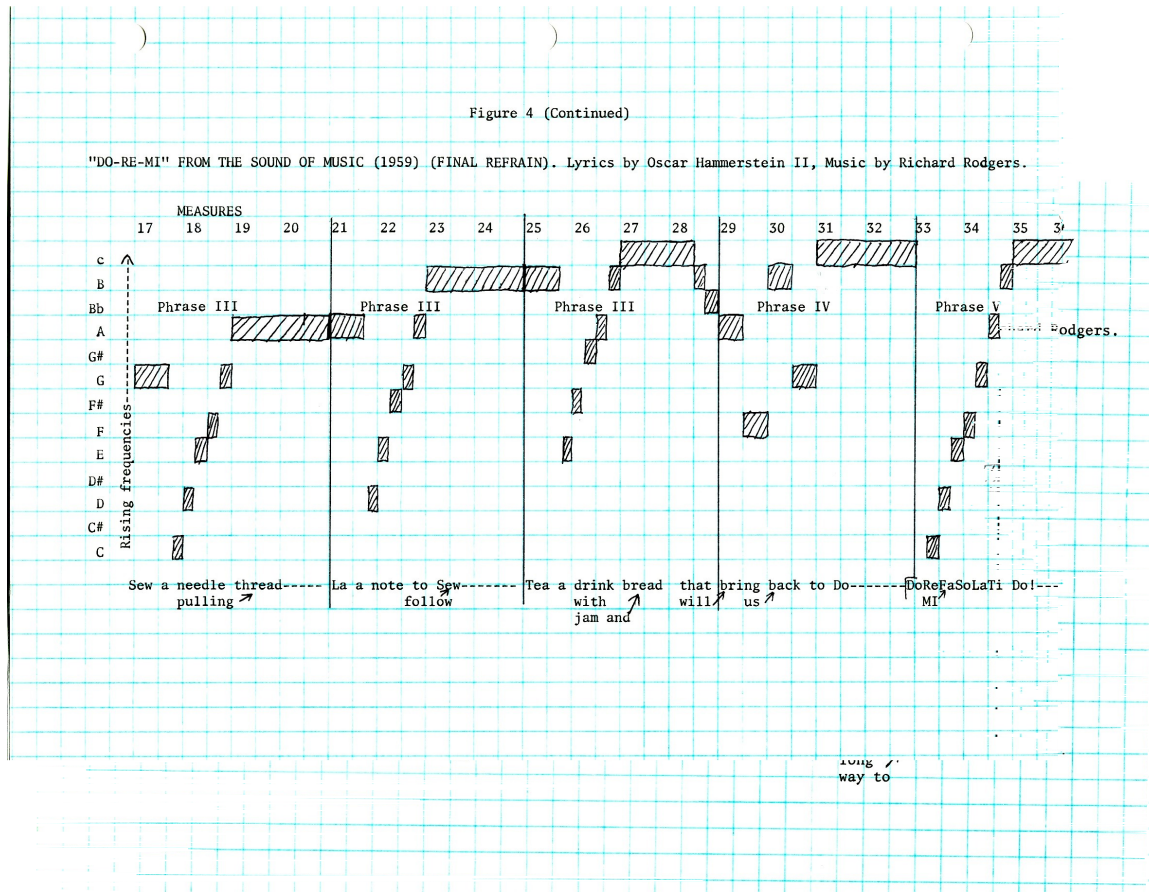 Figure 4 (Continued)
"DO-RE-MI" FROM THE SOUND OF MUSIC (1959) (FINAL REFRAIN). Lyrics by Oscar Hammerstein II, Music by Richard Rodgers.
MEASURES
17 18 19 20 21 22 23 24 25 26 27 28 29 30 31 32 33 34 35
c
B
Bb
Phrase III Phrase III Phrase III Phrase IV Phrase V
A
odgers.
G#
G
F#
F
E
D#
D
C#
C
Rising frequencies
Sew a needle thread----- La a note to Sew------- Tea a drink bread that bring back to Do------- DoReFaSoLaTi Do!---
pulling follow with will us MI
jam and
long
way to